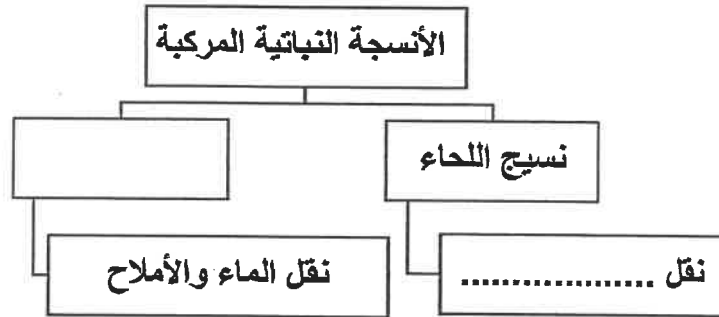 الأنسجة النباتية المركبة
نسيج اللحاء
نقل ..................
نقل الماء والأملاح